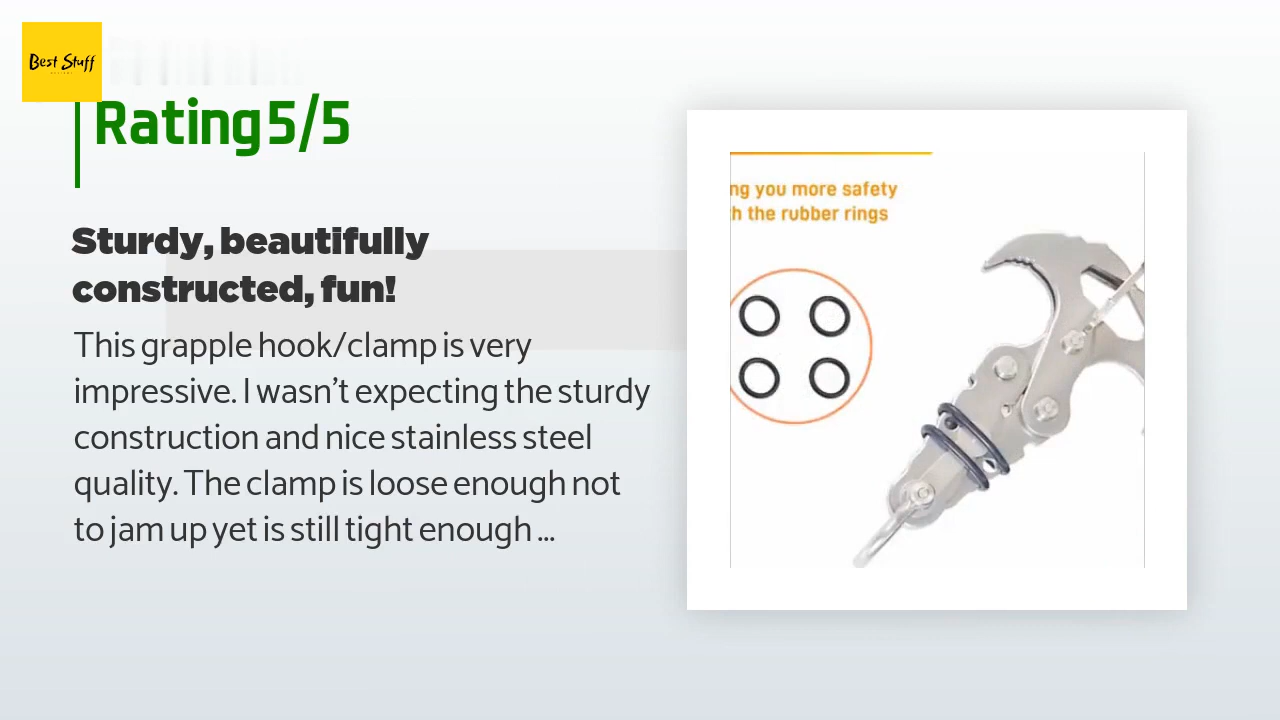 Best Stuff
Rating 5/5
Sturdy, beautifully
constructed, fun!
This grapple hook/clamp is very
impressive. I wasn't expecting the sturdy
construction and nice stainless steel
quality. The clamp is loose enough not
to jam up yet is still tight enough ...
ng you more safety
h the rubber rings